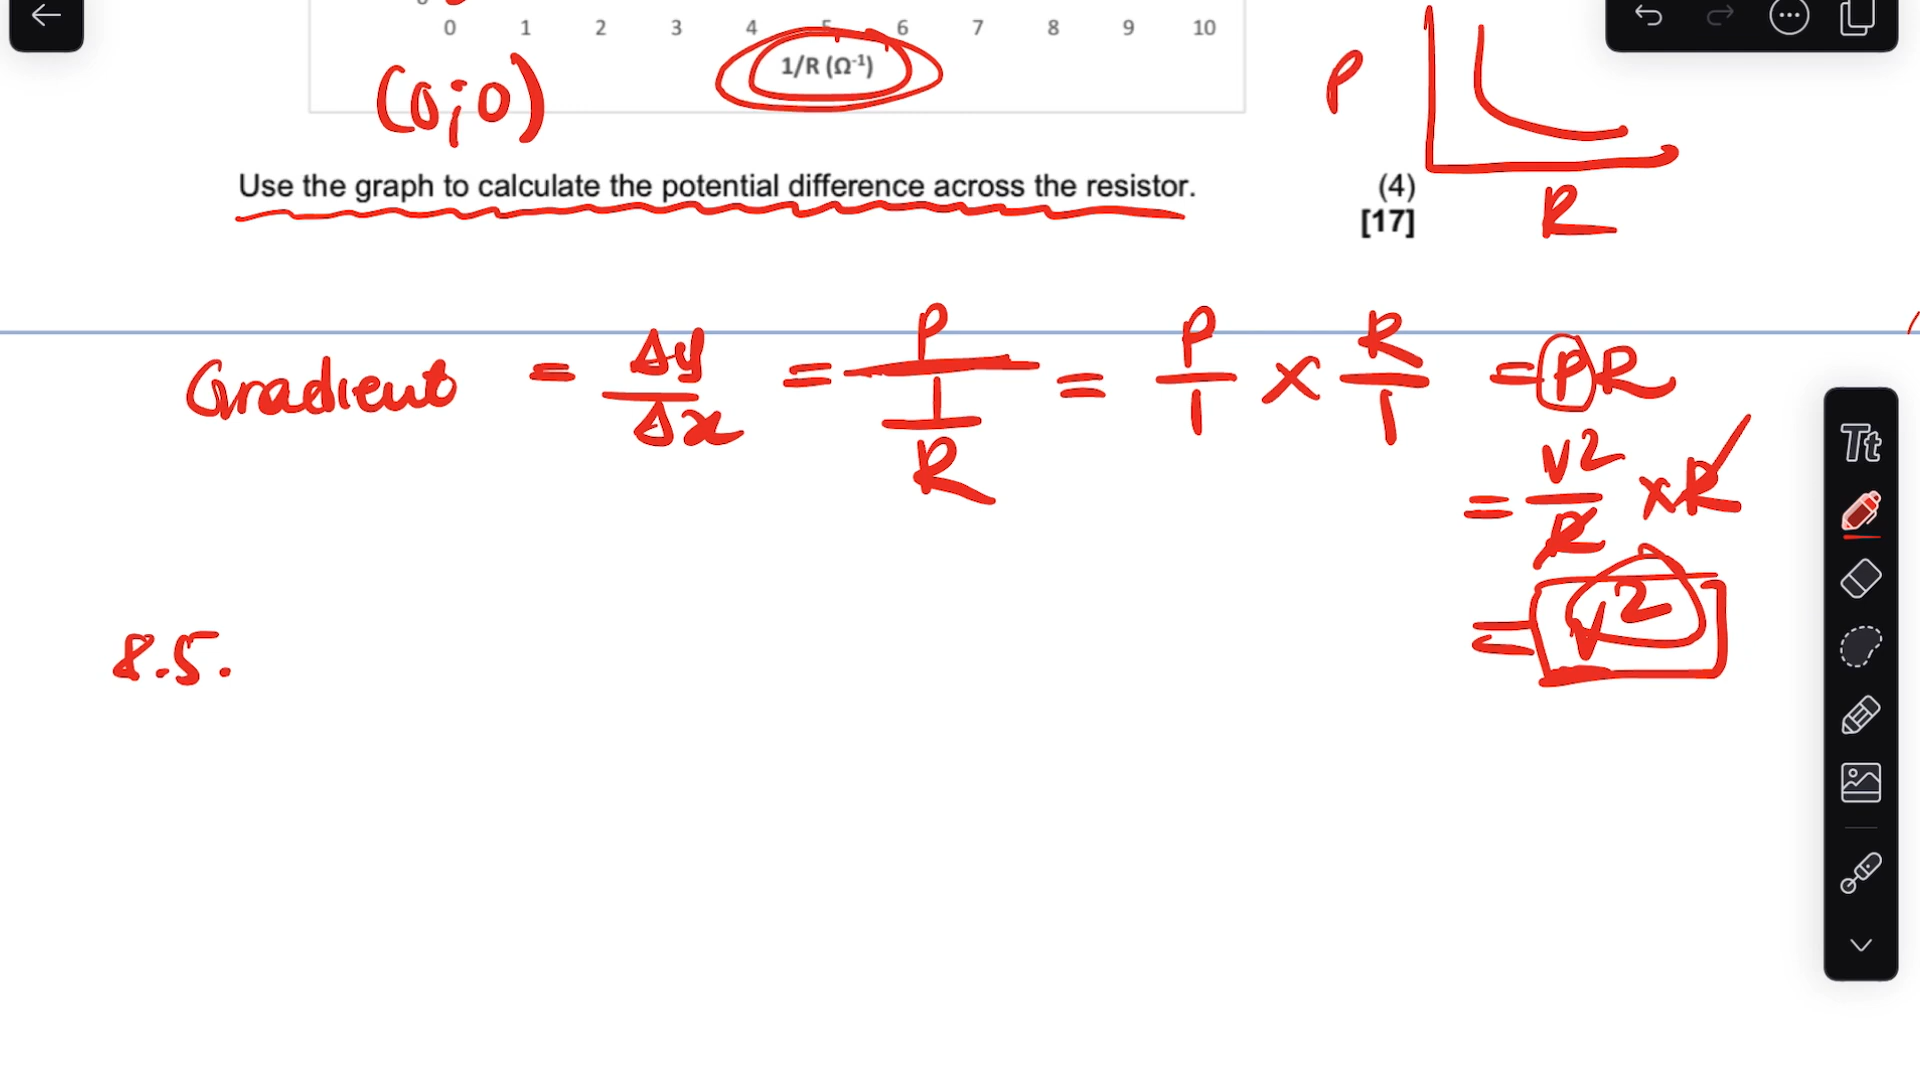 0 1 2 3 4 5 6 7 8 9 10
1/R (Ω⁻¹)
(0;0)
P
R
Use the graph to calculate the potential difference across the resistor. (4)
[17]
Gradient = Δy/Δx = P/(1/R) = P/1 × R/1 = PR
= V2/R × R
= V2
8.5.
Tt